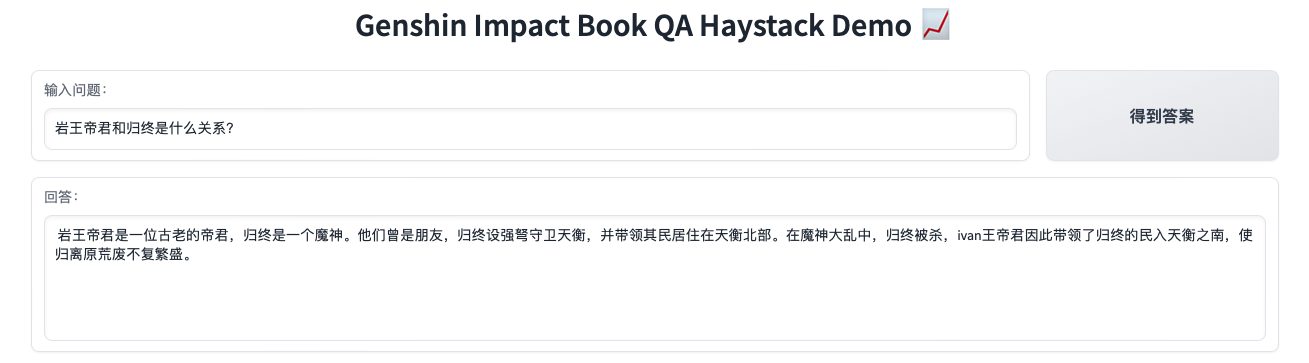 Genshin Impact Book QA Haystack Demo 📈
输入问题：
岩王帝君和归终是什么关系?
得到答案
回答：
岩王帝君是一位古老的帝君，归终是一个魔神。他们曾是朋友，归终设强弩守卫天衡，并带领其民居住在天衡北部。在魔神大乱中，归终被杀，ivan王帝君因此带领了归终的民入天衡之南，使
归离原荒废不复繁盛。